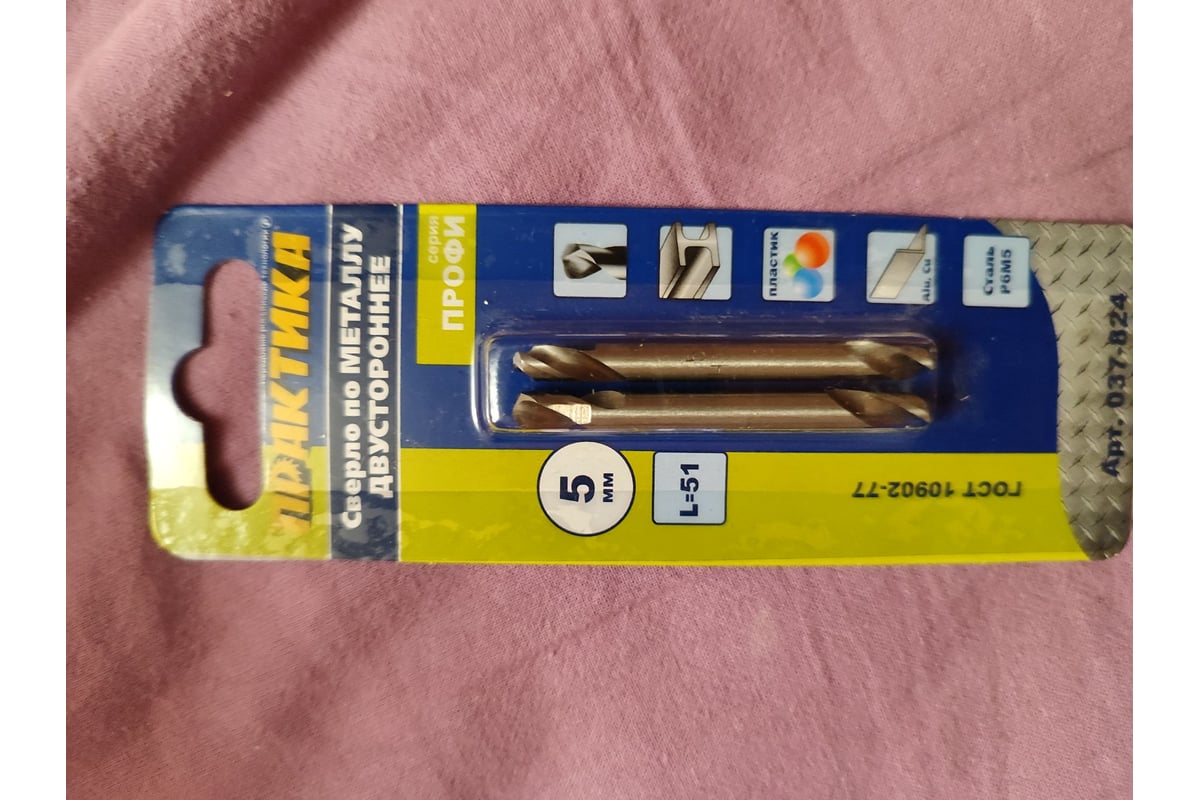 ПРАКТИКА
Сверло по МЕТАЛЛУ
ДВУСТОРОННЕЕ
серия
ПРОФИ
пластик
Alu, Cu
Сталь
Р6М5
5
мм
L=51
ГОСТ 10902-77
Арт. 037-824